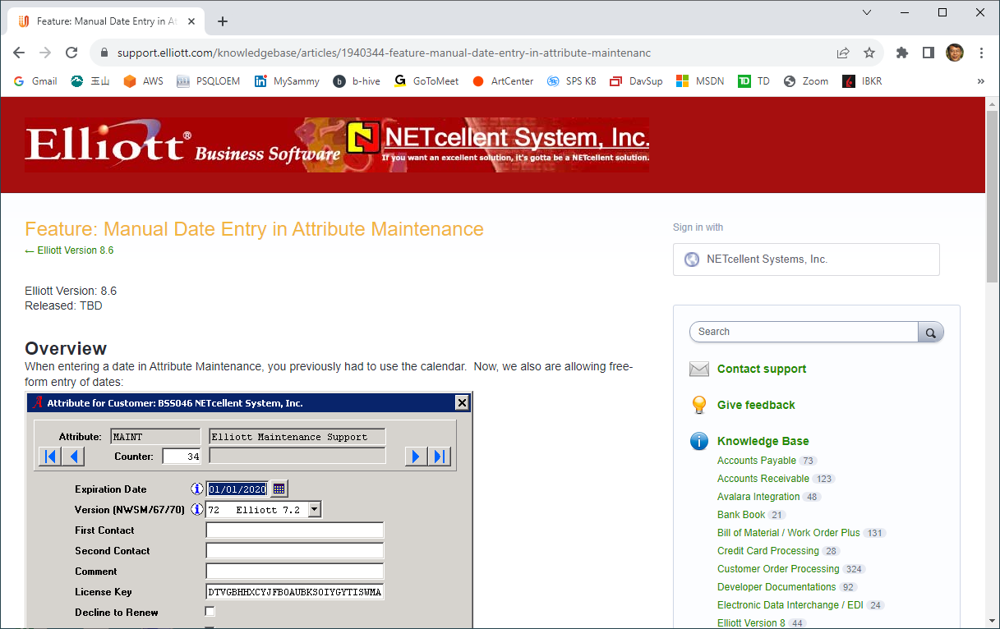 Feature: Manual Date Entry in At
support.elliott.com/knowledgebase/articles/1940344-feature-manual-date-entry-in-attribute-maintenanc
Gmail 玉山 AWS PSQLOEM MySammy b-hive GoToMeet ArtCenter SPS KB DavSup MSDN TD Zoom IBKR »
Elliott® Business Software NETcellent System, Inc.
If you want an excellent solution, it's gotta be a NETcellent solution.
Feature: Manual Date Entry in Attribute Maintenance
← Elliott Version 8.6
Elliott Version: 8.6
Released: TBD
Overview
When entering a date in Attribute Maintenance, you previously had to use the calendar.  Now, we also are allowing free-
form entry of dates:
Attribute for Customer: BSS046 NETcellent System, Inc.
Attribute: MAINT Elliott Maintenance Support
Counter: 34
Expiration Date 01/01/2020
Version (NWSM/67/70) 72 Elliott 7.2
First Contact
Second Contact
Comment
License Key DTVGBHHXCYJFBOAUBKSOIYGYTISWMA
Decline to Renew
Sign in with
NETcellent Systems, Inc.
Search
Contact support
Give feedback
Knowledge Base
Accounts Payable 73
Accounts Receivable 123
Avalara Integration 48
Bank Book 21
Bill of Material / Work Order Plus 131
Credit Card Processing 28
Customer Order Processing 324
Developer Documentations 92
Electronic Data Interchange / EDI 24
Elliott Version 8 44